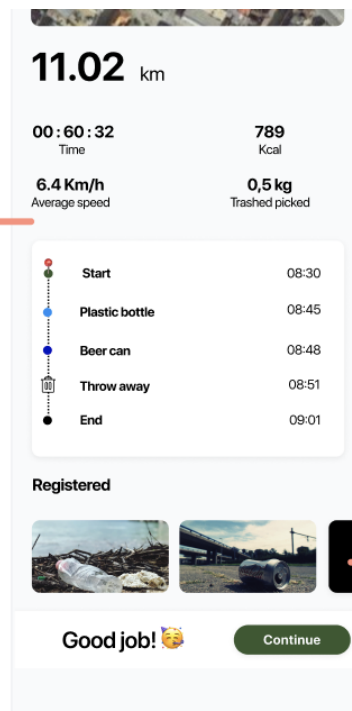 11.02 km
00:60:32 789
Time Kcal
6.4 Km/h 0,5 kg
Average speed Trashed picked
Start 08:30
Plastic bottle 08:45
Beer can 08:48
Throw away 08:51
End 09:01
Registered
Good job! 🥳 Continue